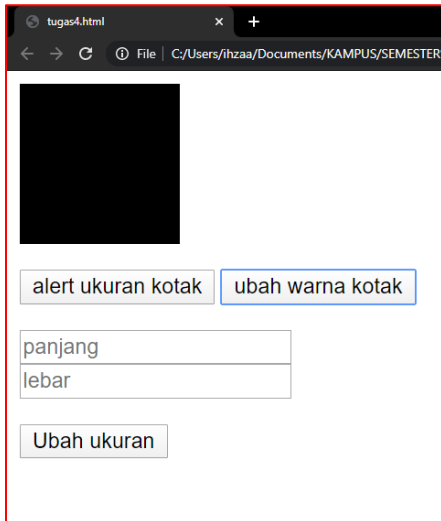 tugas4.html
File | C:/Users/ihzaa/Documents/KAMPUS/SEMESTER
alert ukuran kotak ubah warna kotak
panjang
lebar
Ubah ukuran